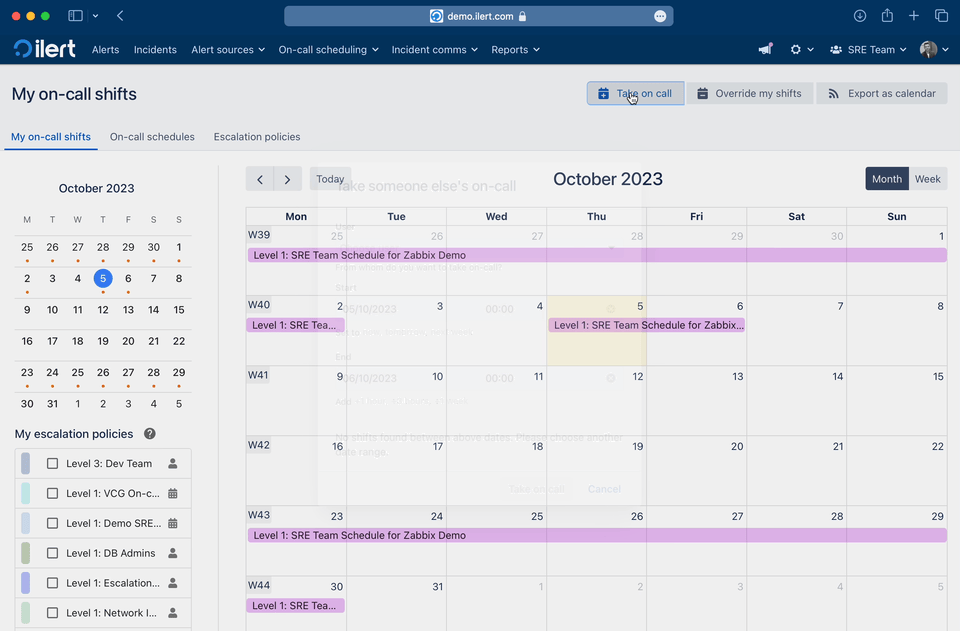 demo.ilert.com
ilert
Alerts Incidents Alert sources On-call scheduling Incident comms Reports SRE Team
My on-call shifts
Take on call Override my shifts Export as calendar
My on-call shifts On-call schedules Escalation policies
October 2023
M T W T F S S
25 26 27 28 29 30 1
2 3 4 5 6 7 8
9 10 11 12 13 14 15
16 17 18 19 20 21 22
23 24 25 26 27 28 29
30 31 1 2 3 4 5
My escalation policies ?
Level 3: Dev Team
Level 1: VCG On-c...
Level 1: Demo SRE...
Level 1: DB Admins
Level 1: Escalation...
Level 1: Network I...
Today
October 2023
Month Week
Mon Tue Wed Thu Fri Sat Sun
W39 25 26 27 28 29 30 1
Level 1: SRE Team Schedule for Zabbix Demo
W40 2 3 4 5 6 7 8
Level 1: SRE Tea... Level 1: SRE Team Schedule for Zabbix...
W41 9 10 11 12 13 14 15
W42 16 17 18 19 20 21 22
W43 23 24 25 26 27 28 29
Level 1: SRE Team Schedule for Zabbix Demo
W44 30 31 1 2 3 4 5
Level 1: SRE Tea...
Take someone else's on-call
User
From whom do you want to take on-call?
Start
05/10/2023 00:00
End
06/10/2023 00:00
No shifts found between above dates. Please choose another
date range.
Take on call Cancel